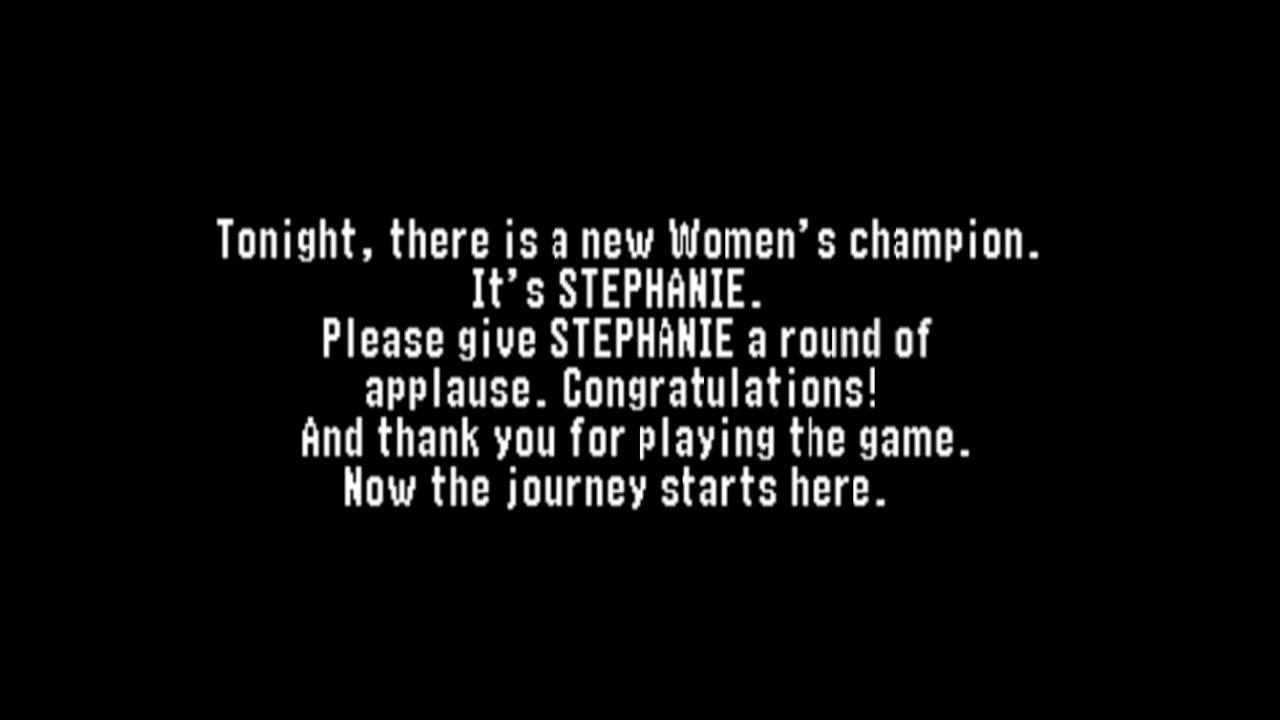 Tonight, there is a new Women's champion.
It's STEPHANIE.
Please give STEPHANIE a round of
applause. Congratulations!
And thank you for playing the game.
Now the journey starts here.